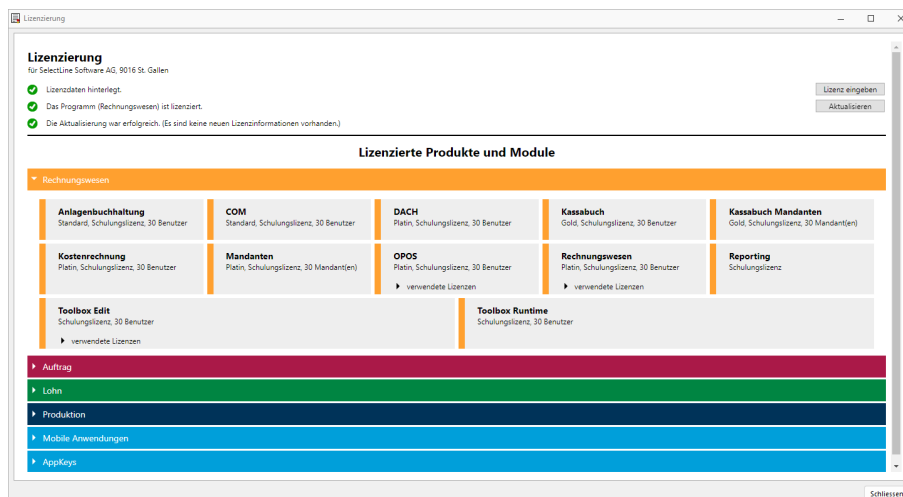 Lizenzierung
Lizenzierung
für SelectLine Software AG, 9016 St. Gallen
Lizenzdaten hinterlegt.
Lizenz eingeben
Das Programm (Rechnungswesen) ist lizenziert.
Aktualisieren
Die Aktualisierung war erfolgreich. (Es sind keine neuen Lizenzinformationen vorhanden.)
Lizenzierte Produkte und Module
Rechnungswesen
Anlagenbuchhaltung
Standard, Schulungslizenz, 30 Benutzer
COM
Standard, Schulungslizenz, 30 Benutzer
DACH
Platin, Schulungslizenz, 30 Benutzer
Kassabuch
Gold, Schulungslizenz, 30 Benutzer
Kassabuch Mandanten
Gold, Schulungslizenz, 30 Mandant(en)
Kostenrechnung
Platin, Schulungslizenz, 30 Benutzer
Mandanten
Platin, Schulungslizenz, 30 Mandant(en)
OPOS
Platin, Schulungslizenz, 30 Benutzer
verwendete Lizenzen
Rechnungswesen
Platin, Schulungslizenz, 30 Benutzer
verwendete Lizenzen
Reporting
Schulungslizenz
Toolbox Edit
Schulungslizenz, 30 Benutzer
verwendete Lizenzen
Toolbox Runtime
Schulungslizenz, 30 Benutzer
Auftrag
Lohn
Produktion
Mobile Anwendungen
AppKeys
Schliessen